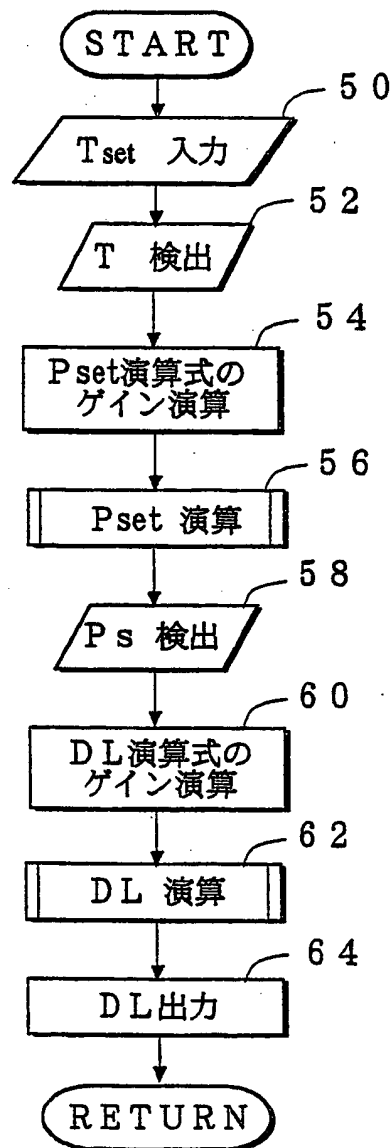 START
50
Tset 入力
52
T 検出
54
Pset演算式の
ゲイン演算
56
Pset 演算
58
Ps 検出
60
DL演算式の
ゲイン演算
62
DL 演算
64
DL出力
RETURN